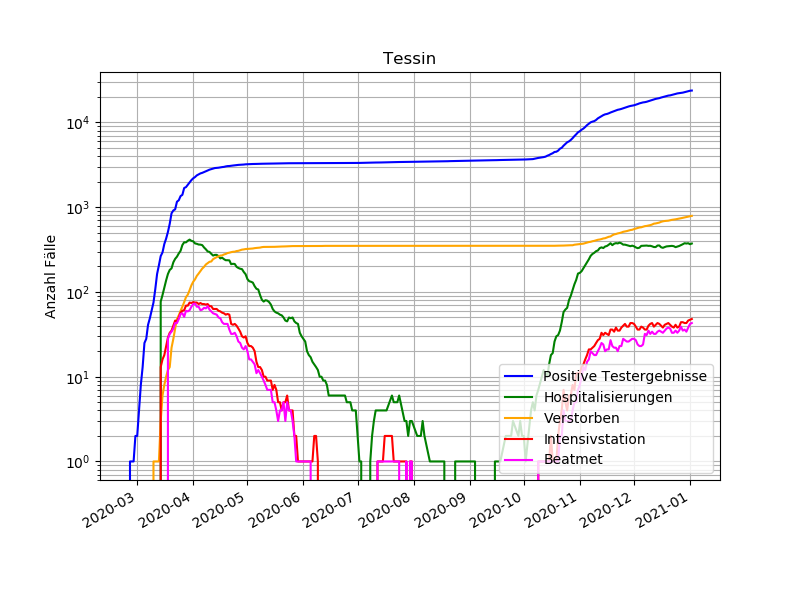 Tessin
Anzahl Fälle
10^4
10^3
10^2
10^1
10^0
Positive Testergebnisse
Hospitalisierungen
Verstorben
Intensivstation
Beatmet
2020-03
2020-04
2020-05
2020-06
2020-07
2020-08
2020-09
2020-10
2020-11
2020-12
2021-01